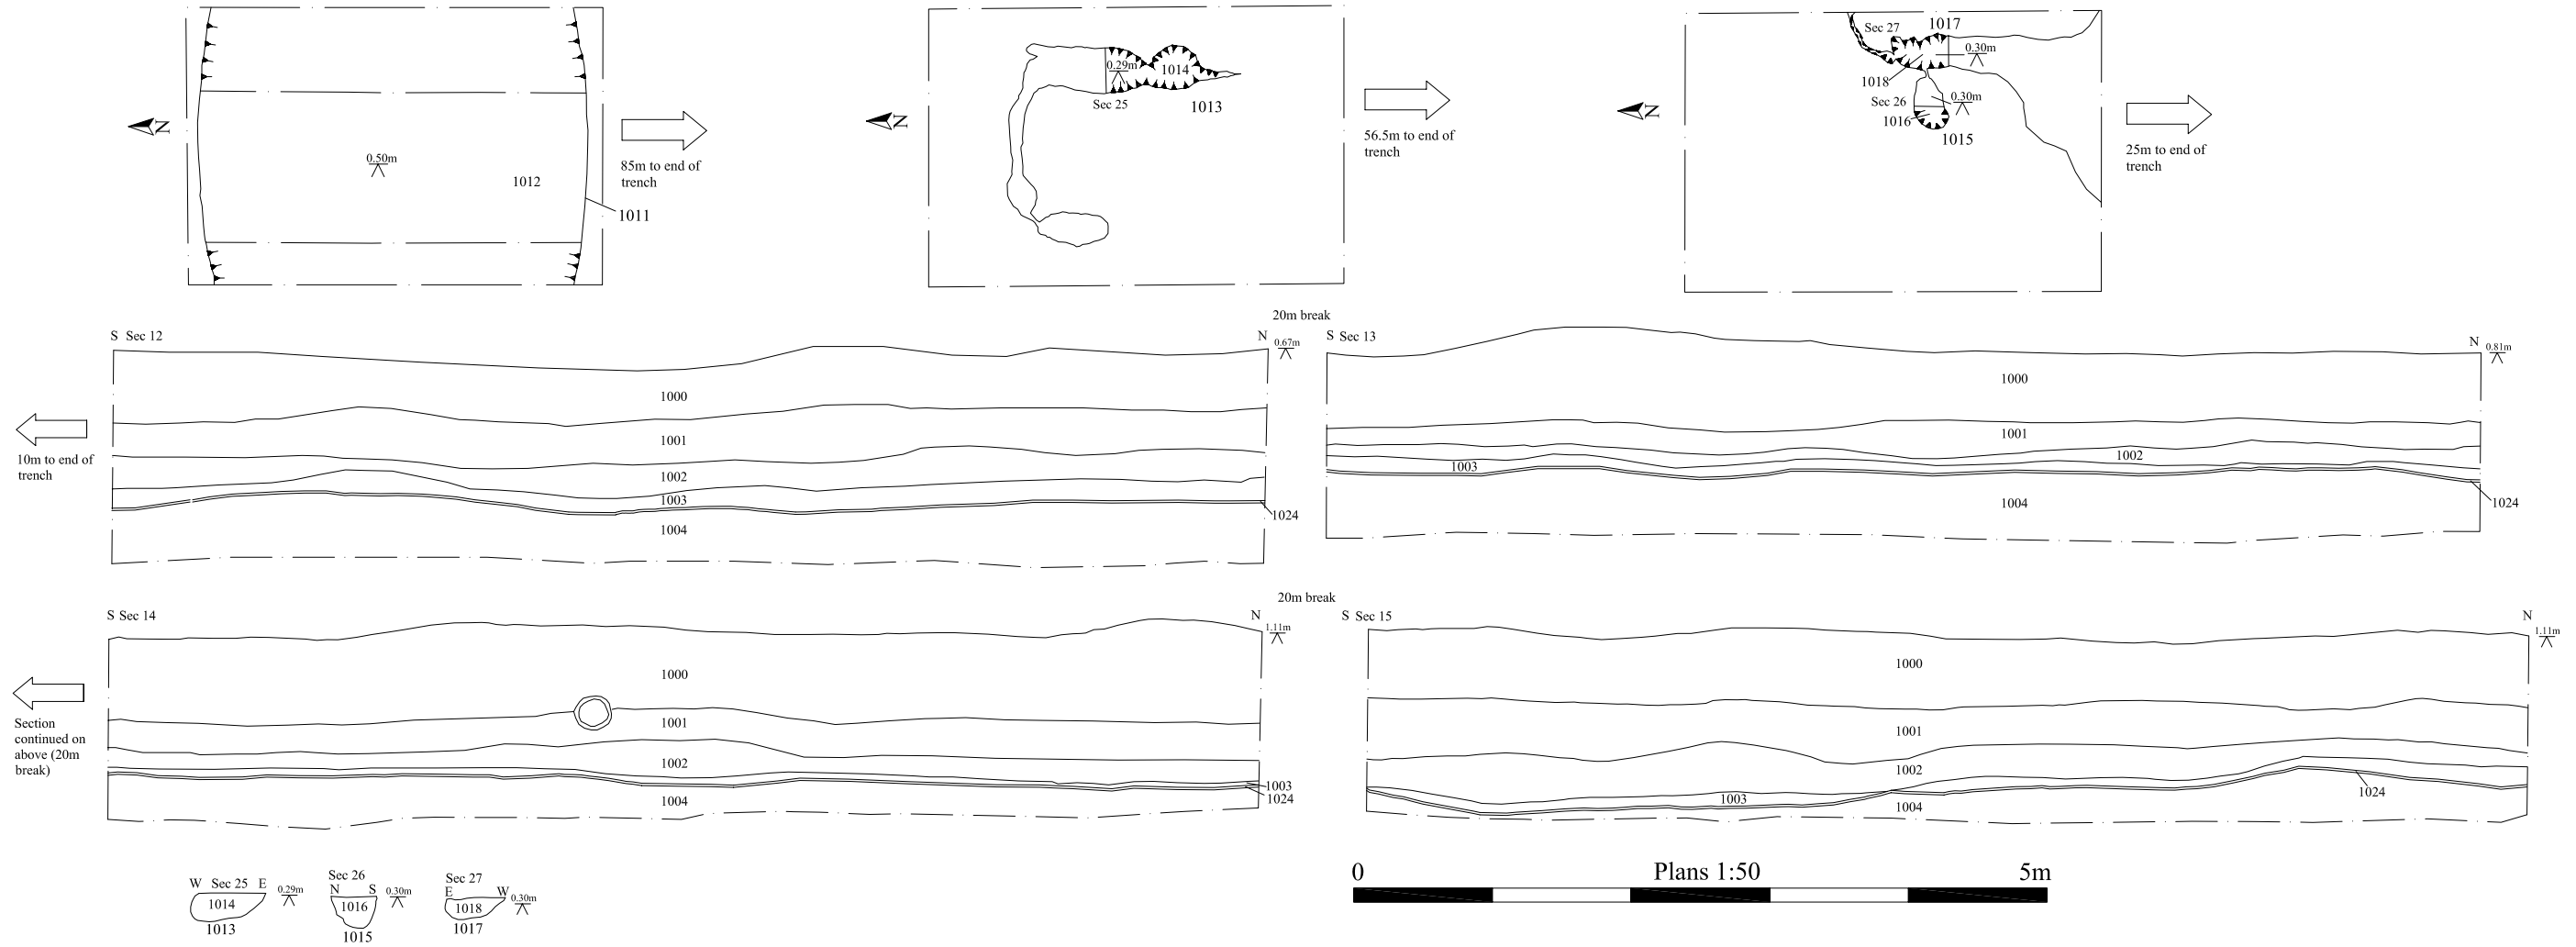 N
0.50m
1012
1011
85m to end of
trench
N
0.29m
1014
Sec 25
1013
56.5m to end of
trench
N
Sec 27
1017
0.30m
1018
Sec 26
0.30m
1016
1015
25m to end of
trench
20m break
S Sec 12
N 0.67m
1000
1001
1002
1003
1004
1024
10m to end of
trench
S Sec 13
N 0.81m
1000
1001
1002
1003
1004
1024
20m break
S Sec 14
N 1.11m
1000
1001
1002
1003
1024
1004
Section
continued on
above (20m
break)
S Sec 15
N
1.11m
1000
1001
1002
1003
1004
1024
W Sec 25 E 0.29m
1014
1013
Sec 26
N S 0.30m
1016
1015
Sec 27
E W
0.30m
1018
1017
0 Plans 1:50 5m